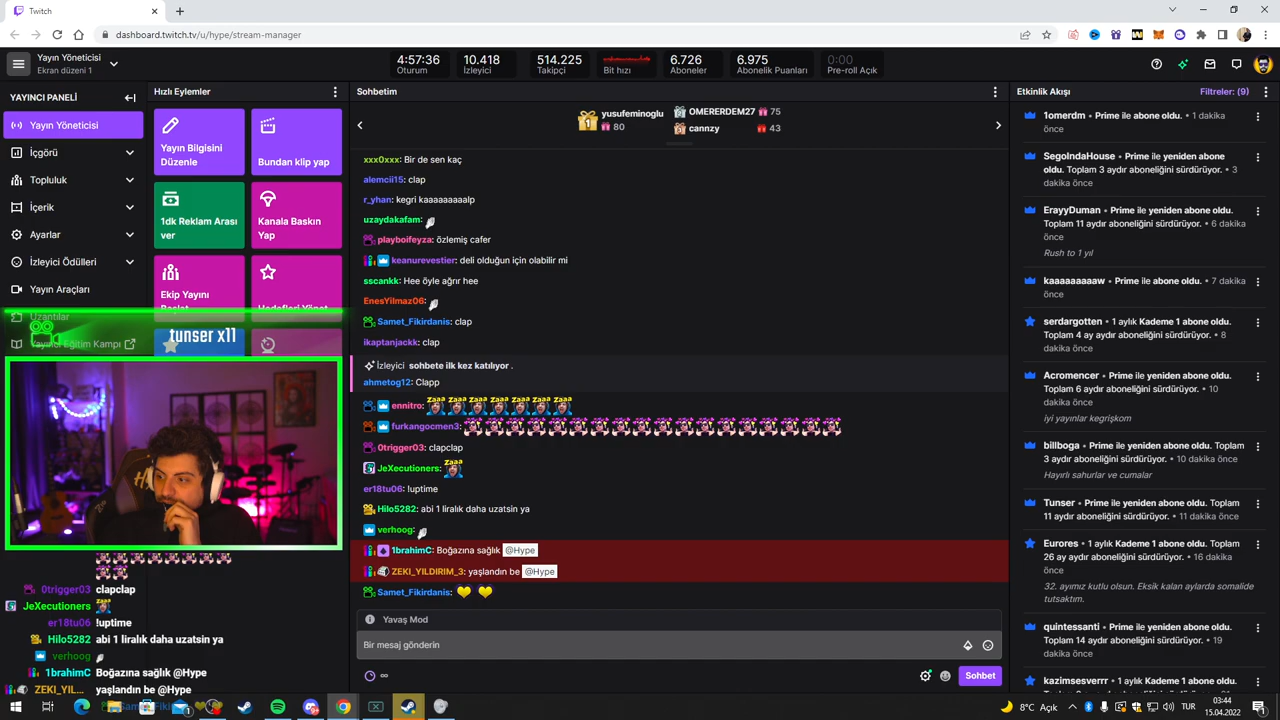 Twitch
dashboard.twitch.tv/u/hype/stream-manager
Yayın Yöneticisi
Ekran düzeni 1
4:57:36
Oturum
10.418
İzleyici
514.225
Takipçi
Bit hızı
6.726
Aboneler
6.975
Abonelik Puanları
0:00
Pre-roll Açık
YAYINCI PANELİ
Yayın Yöneticisi
İçgörü
Topluluk
İçerik
Ayarlar
İzleyici Ödülleri
Yayın Araçları
Uzantılar
Yayıncı Eğitim Kampı
Hızlı Eylemler
Yayın Bilgisini
Düzenle
Bundan klip yap
1dk Reklam Arası
ver
Kanala Baskın
Yap
Ekip Yayını
Başlat
Hedefleri Yönet
tunser x11
0trigger03 clapclap
JeXecutioners
er18tu06 !uptime
Hilo5282 abi 1 liralık daha uzatsin ya
verhoog
1brahimC Boğazına sağlık @Hype
ZEKI_YIL... yaşlandın be @Hype
Sohbetim
yusufeminoglu
80
OMERERDEM27 75
cannzy 43
xxx0xxx: Bir de sen kaç
alemcii15: clap
r_yhan: kegri kaaaaaaaalp
uzaydakafam:
playboifeyza: özlemiş cafer
keanurevestier: deli olduğun için olabilir mi
sscankk: Hee öyle ağrır hee
EnesYilmaz06:
Samet_Fikirdanis: clap
ikaptanjackk: clap
İzleyici sohbete ilk kez katılıyor .
ahmetog12: Clapp
ennitro:
furkangocmen3:
0trigger03: clapclap
JeXecutioners:
er18tu06: !uptime
Hilo5282: abi 1 liralık daha uzatsin ya
verhoog:
1brahimC: Boğazına sağlık @Hype
ZEKI_YILDIRIM_3: yaşlandın be @Hype
Samet_Fikirdanis:
Yavaş Mod
Bir mesaj gönderin
Sohbet
Etkinlik Akışı
Filtreler: (9)
1omerdm • Prime ile abone oldu. • 1 dakika
önce
SegoIndaHouse • Prime ile yeniden abone
oldu. Toplam 3 aydır aboneliğini sürdürüyor. • 3
dakika önce
ErayyDuman • Prime ile yeniden abone oldu.
Toplam 11 aydır aboneliğini sürdürüyor. • 6 dakika
önce
Rush to 1 yıl
kaaaaaaaaaw • Prime ile abone oldu. • 7 dakika
önce
serdargotten • 1 aylık Kademe 1 abone oldu.
Toplam 4 ay aydır aboneliğini sürdürüyor. • 8
dakika önce
Acromencer • Prime ile yeniden abone oldu.
Toplam 6 aydır aboneliğini sürdürüyor. • 10
dakika önce
iyi yayınlar kegrişkom
billboga • Prime ile yeniden abone oldu. Toplam
3 aydır aboneliğini sürdürüyor. • 10 dakika önce
Hayırlı sahurlar ve cumalar
Tunser • Prime ile yeniden abone oldu. Toplam
11 aydır aboneliğini sürdürüyor. • 11 dakika önce
Eurores • 1 aylık Kademe 1 abone oldu. Toplam
26 ay aydır aboneliğini sürdürüyor. • 16 dakika
önce
32. ayımız kutlu olsun. Eksik kalan aylarda somalide
tutsaktım.
quintessanti • 1 aylık Kademe 1 abone oldu.
Toplam 14 aydır aboneliğini sürdürüyor. • 19
dakika önce
kazimsesverrr • 1 aylık Kademe 1 abone oldu.
8°C Açık
TUR
03:44
15.04.2022